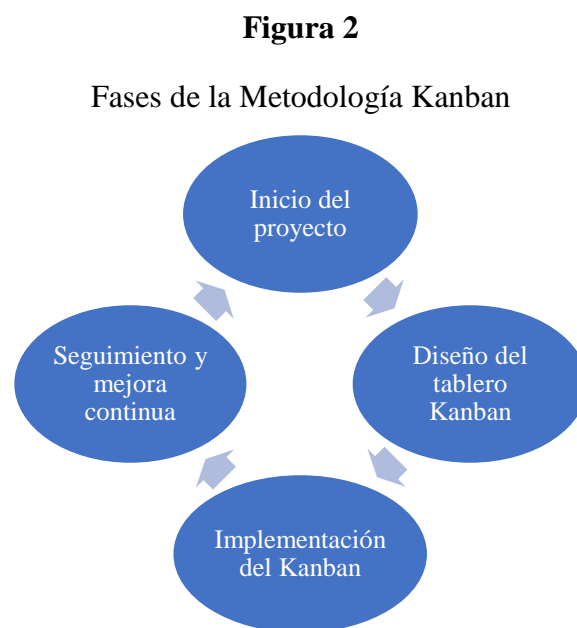 Figura 2
Fases de la Metodología Kanban
Inicio del
proyecto
Diseño del
tablero
Kanban
Implementación
del Kanban
Seguimiento y
mejora
continua